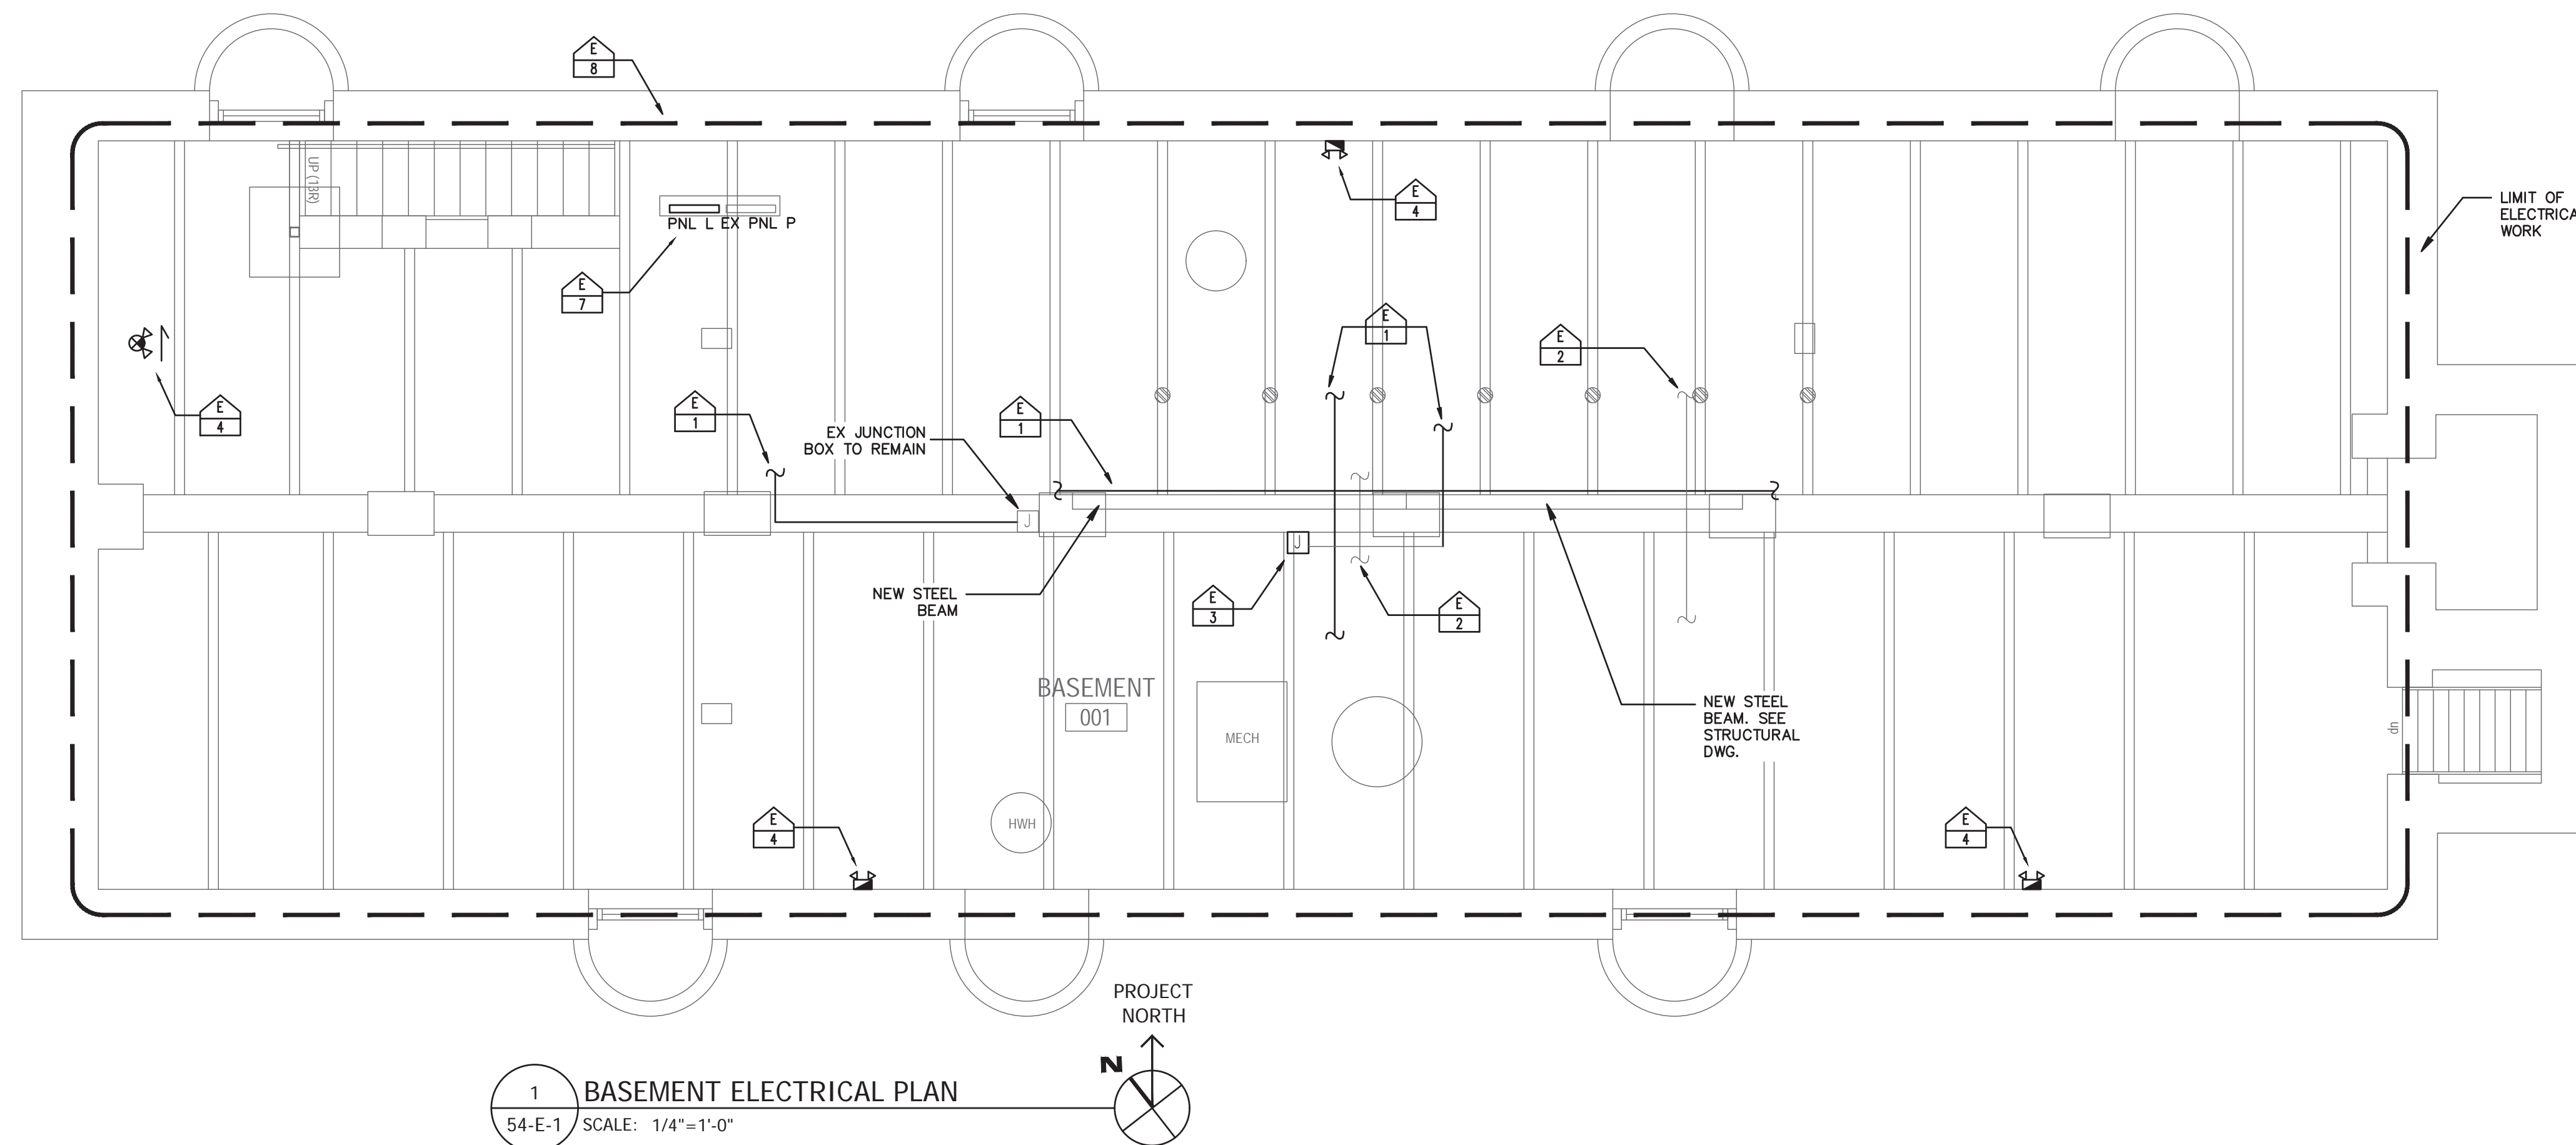 E
8
UP (13R)
PNL L EX PNL P
E
4
LIMIT OF
WORK
E
7
E
1
E
2
E
4
E
1
E
1
EX JUNCTION
BOX TO REMAIN
J
J
NEW STEEL
BEAM
E
3
E
2
BASEMENT
001
NEW STEEL
BEAM. SEE
STRUCTURAL
DWG.
MECH
up
HWH
E
4
E
4
PROJECT
NORTH
N
1
54-E-1
BASEMENT ELECTRICAL PLAN
SCALE: 1/4"=1'-0"